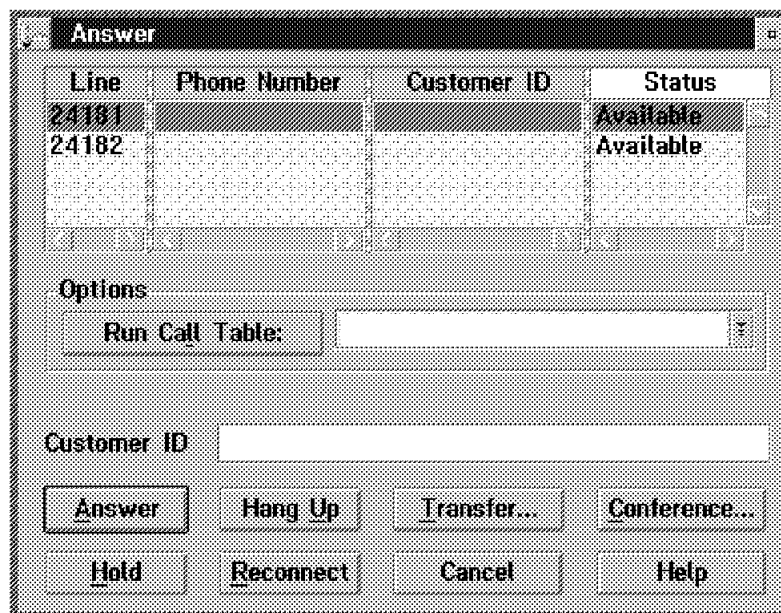 Answer
Line Phone Number Customer ID Status
24181 Available
24182 Available
Options
Run Call Table:
Customer ID
Answer Hang Up Transfer... Conference...
Hold Reconnect Cancel Help